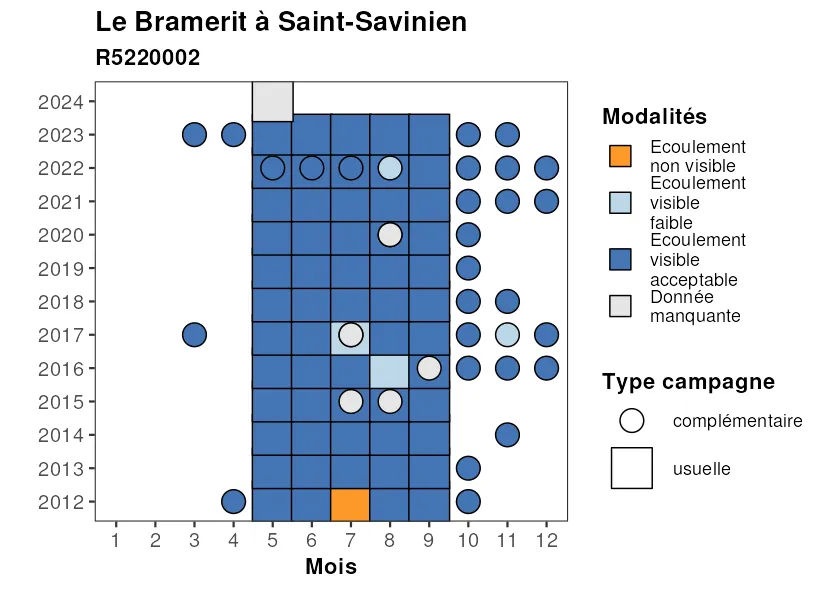 Le Bramerit à Saint-Savinien
R5220002
2024
2023
2022
2021
2020
2019
2018
2017
2016
2015
2014
2013
2012
1 2 3 4 5 6 7 8 9 10 11 12
Mois
Modalités
Ecoulement
non visible
Ecoulement
visible
faible
Ecoulement
visible
acceptable
Donnée
manquante
Type campagne
complémentaire
usuelle